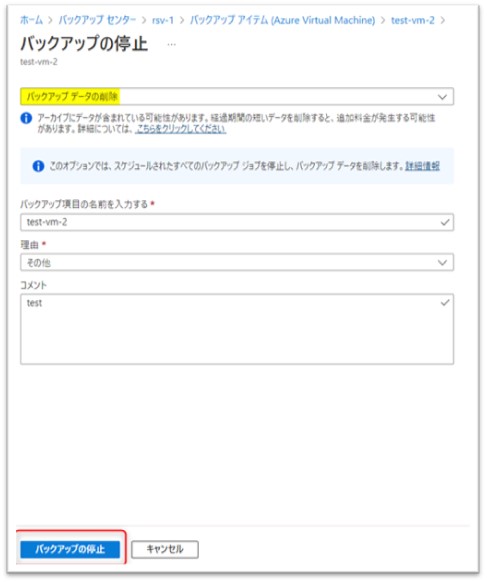 ホーム > バックアップ センター > rsv-1 > バックアップ アイテム (Azure Virtual Machine) > test-vm-2 >
バックアップの停止 …
test-vm-2
バックアップ データの削除
アーカイブにデータが含まれている可能性があります。経過期間の短いデータを削除すると、追加料金が発生する可能性
があります。詳細については、こちらをクリックしてください
このオプションでは、スケジュールされたすべてのバックアップ ジョブを停止し、バックアップ データを削除します。詳細情報
バックアップ項目の名前を入力する *
test-vm-2
理由 *
その他
コメント
test
バックアップの停止 キャンセル